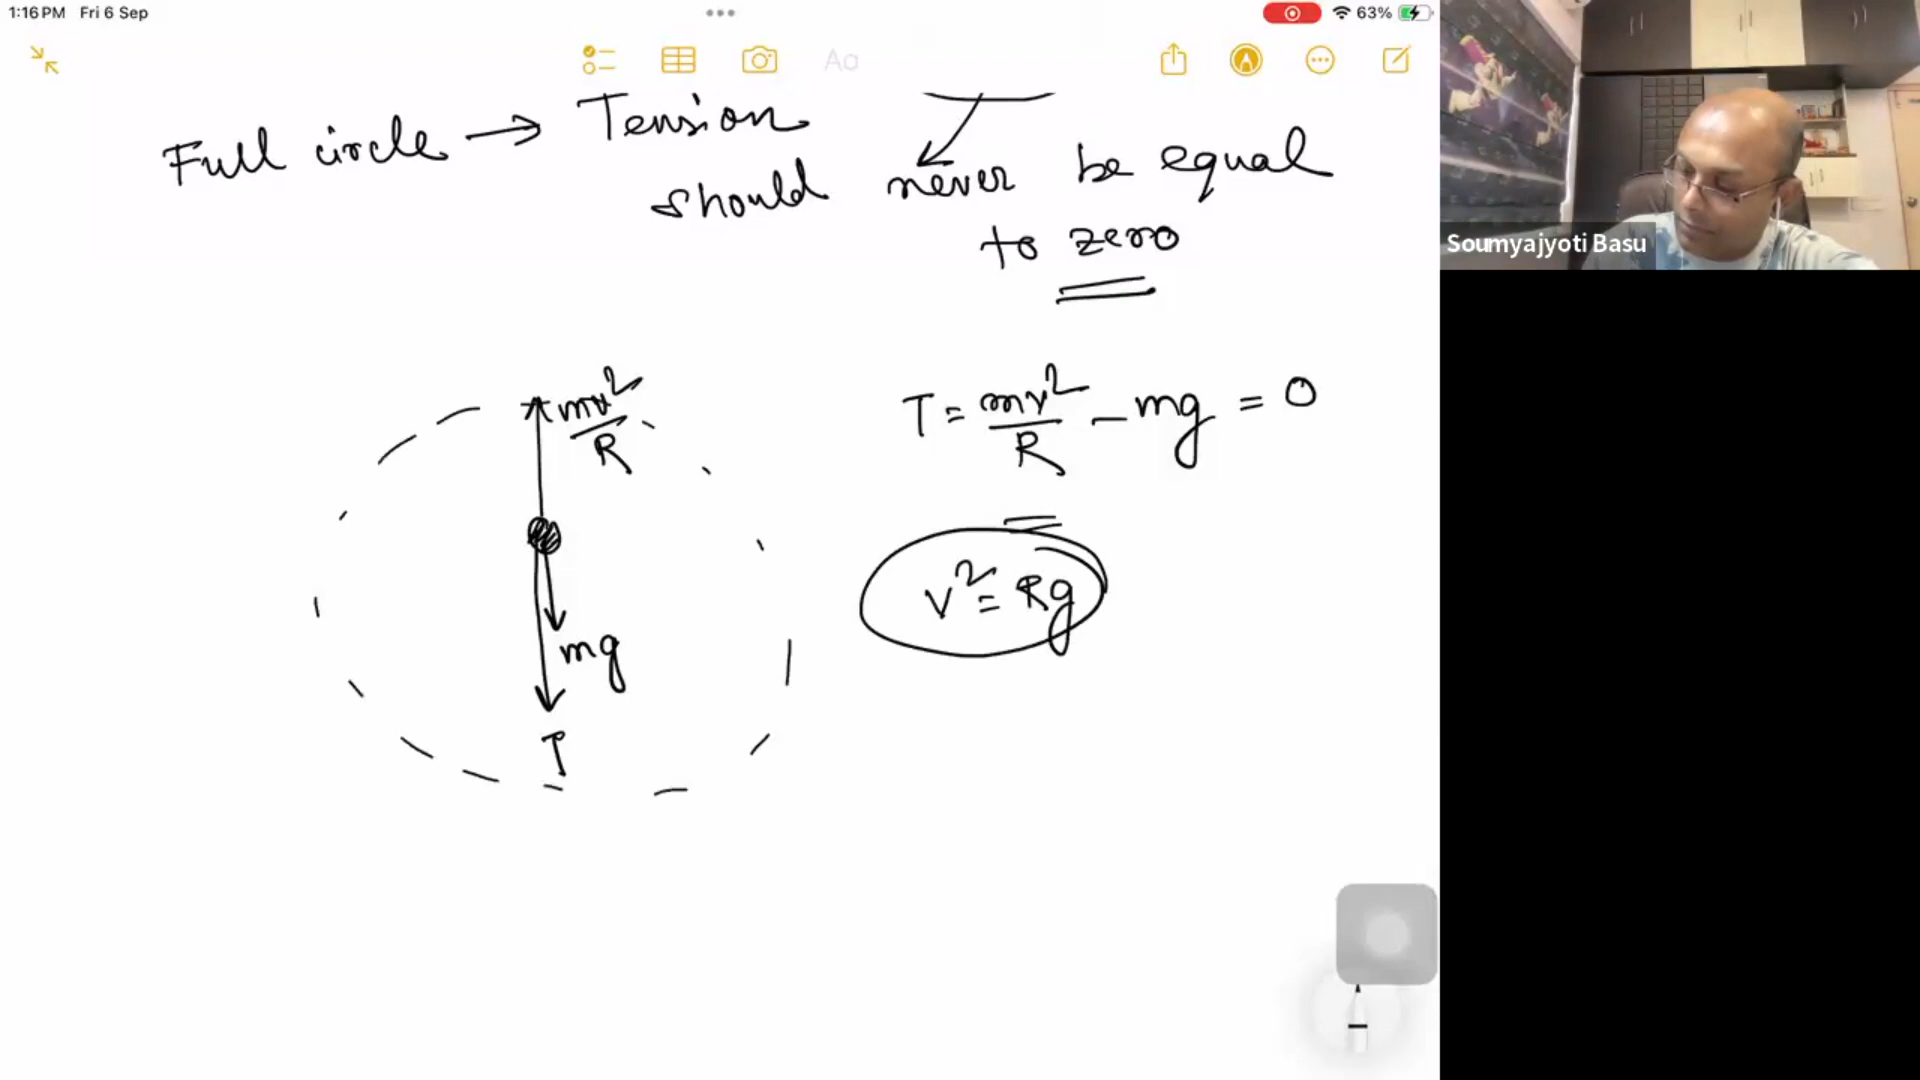 1:16 PM Fri 6 Sep
63%
Aa
Full circle → Tension
should never be equal
to zero
mv²/R
mg
T
T = mv²/R - mg = 0
v² = Rg
Soumyajyoti Basu